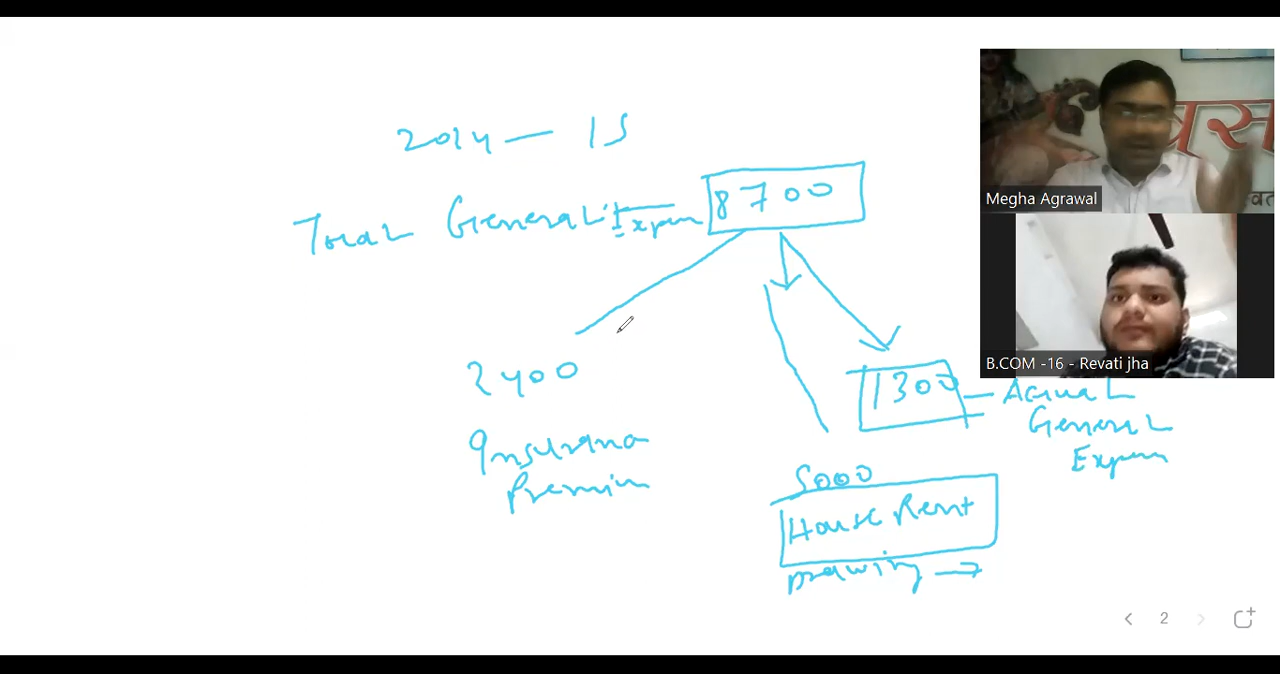 2014 — 15
Total General Expen 8700
2400
1300 — Actual
General
Expen
Insurance
Premium
5000
House Rent
Drawing →
Megha Agrawal
B.COM -16 - Revati jha
2